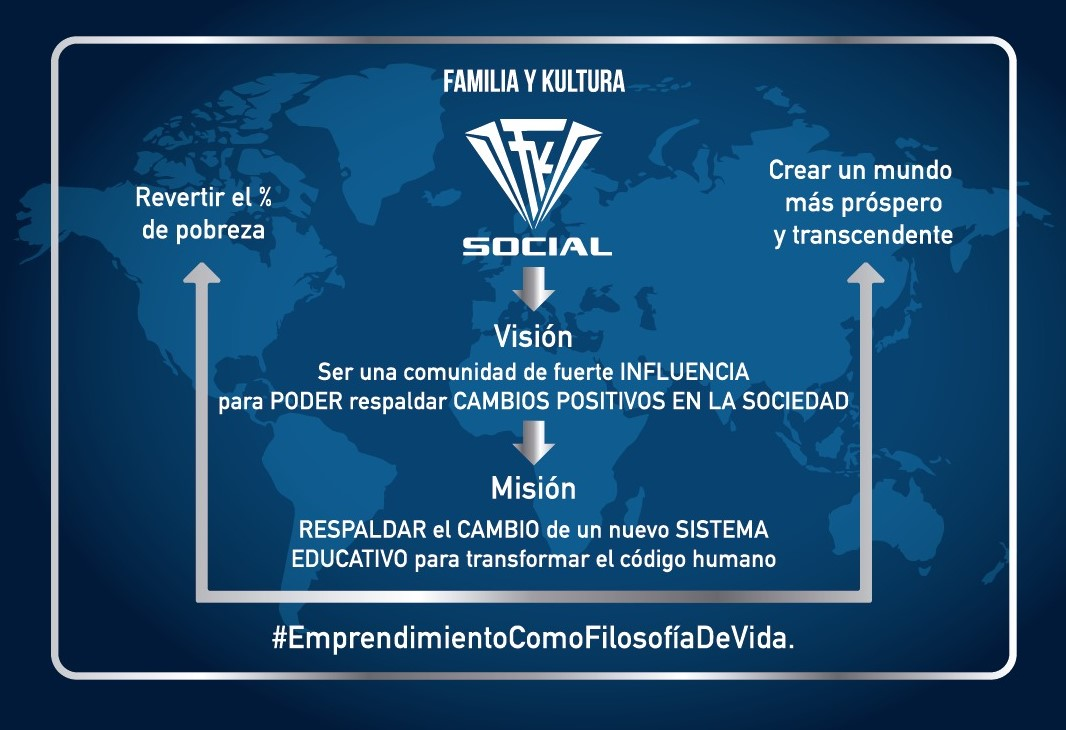 FAMILIA Y KULTURA
FK
SOCIAL
Revertir el %
de pobreza
Crear un mundo
más próspero
y transcendente
Visión
Ser una comunidad de fuerte INFLUENCIA
para PODER respaldar CAMBIOS POSITIVOS EN LA SOCIEDAD
Misión
RESPALDAR el CAMBIO de un nuevo SISTEMA
EDUCATIVO para transformar el código humano
#EmprendimientoComoFilosofíaDeVida.